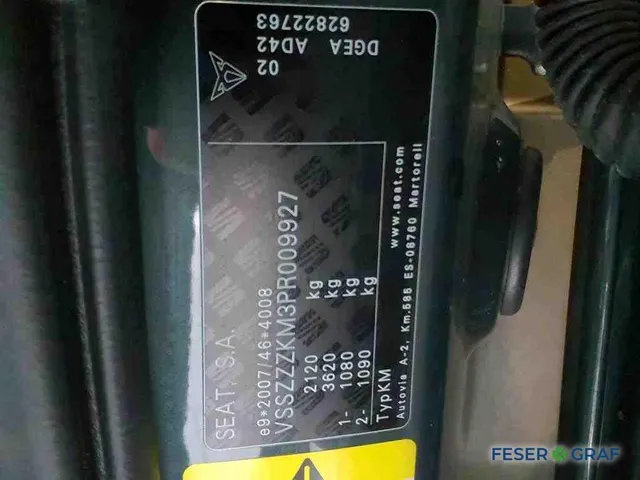 SEAT, S.A.
e9*2007/46*4008
VSSZZZKM3PR009927
2120 kg
3620 kg
1- 1080 kg
2- 1090 kg
TypKM
Autovia A-2, Km.585 ES-08760 Martorell
www.seat.com
02
DGEA AD42
62822763
FESER GRAF